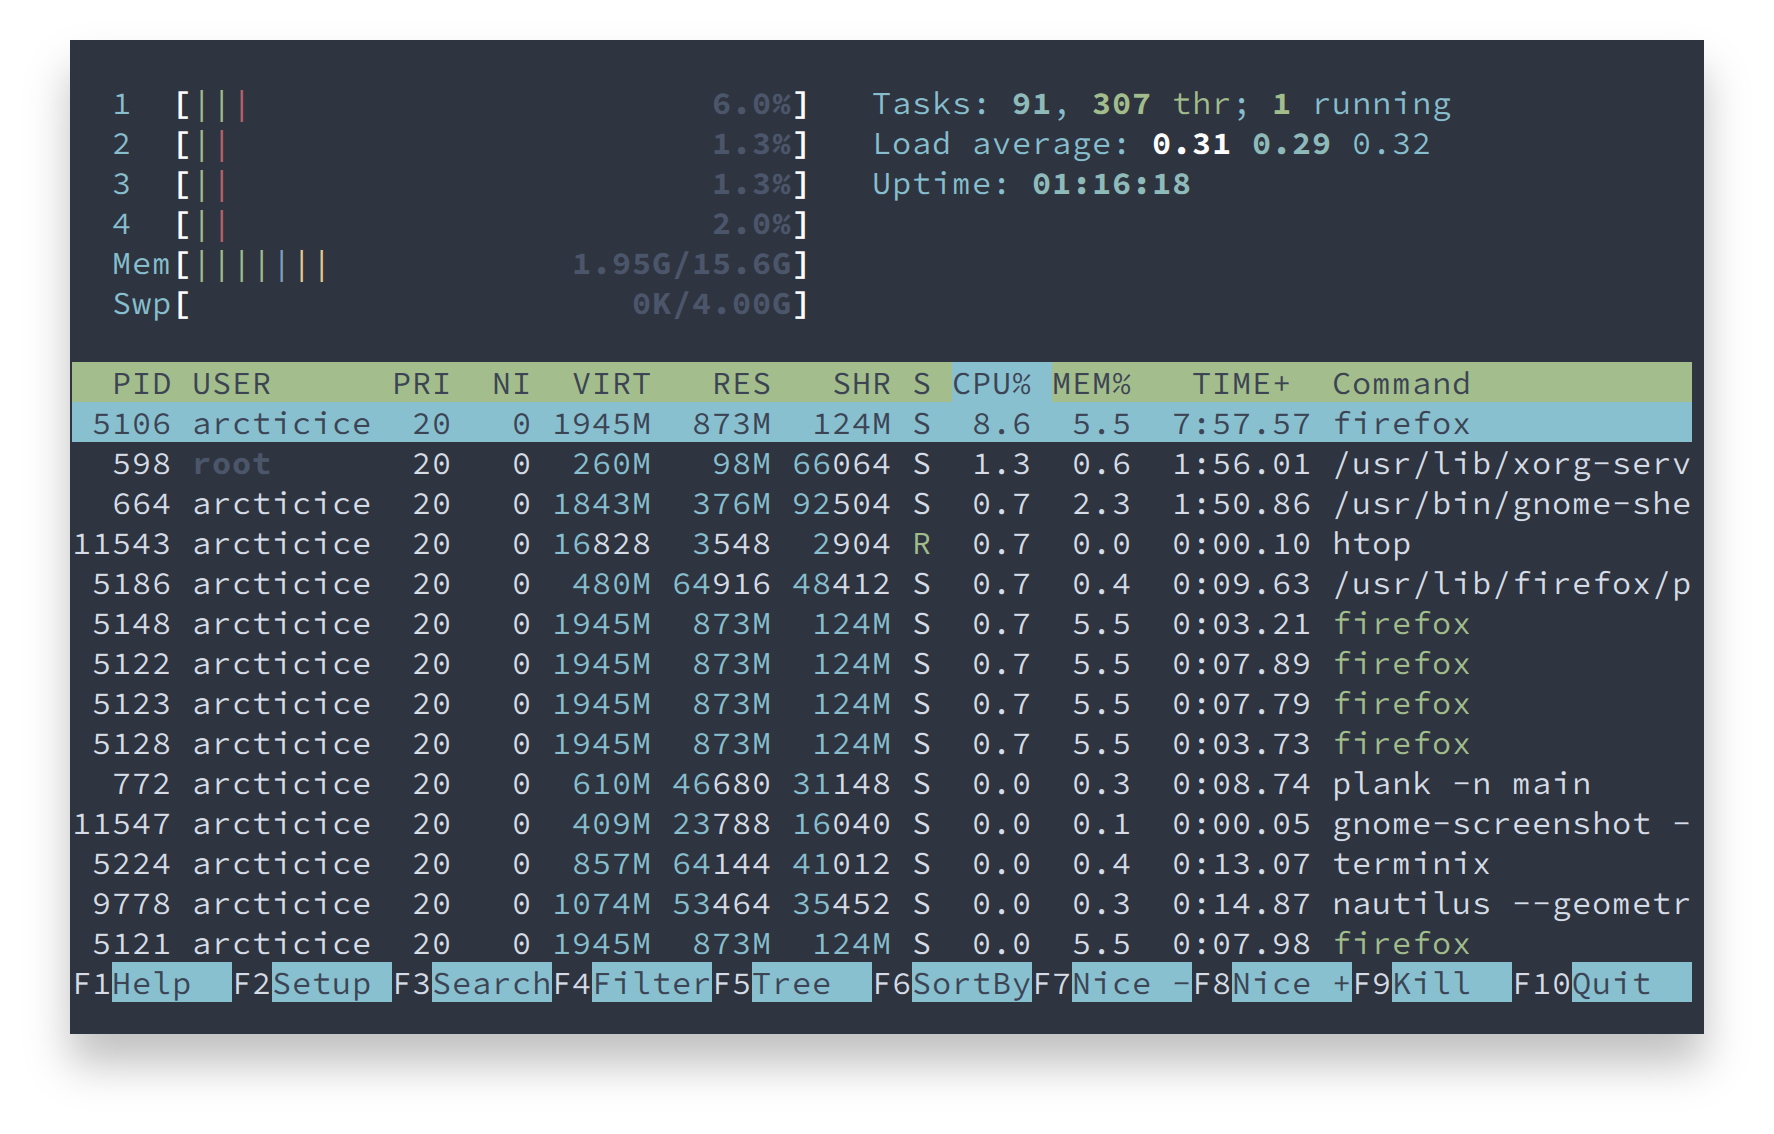 1  [|||                       6.0%]   Tasks: 91, 307 thr; 1 running
2  [||                        1.3%]   Load average: 0.31 0.29 0.32
3  [||                        1.3%]   Uptime: 01:16:18
4  [||                        2.0%]
Mem[|||||||            1.95G/15.6G]
Swp[                      0K/4.00G]
PID USER      PRI  NI  VIRT   RES   SHR S CPU% MEM%   TIME+  Command
5106 arcticice  20   0 1945M  873M  124M S  8.6  5.5  7:57.57 firefox
598 root       20   0  260M   98M 66064 S  1.3  0.6  1:56.01 /usr/lib/xorg-serv
664 arcticice  20   0 1843M  376M 92504 S  0.7  2.3  1:50.86 /usr/bin/gnome-she
11543 arcticice  20   0 16828  3548  2904 R  0.7  0.0  0:00.10 htop
5186 arcticice  20   0  480M 64916 48412 S  0.7  0.4  0:09.63 /usr/lib/firefox/p
5148 arcticice  20   0 1945M  873M  124M S  0.7  5.5  0:03.21 firefox
5122 arcticice  20   0 1945M  873M  124M S  0.7  5.5  0:07.89 firefox
5123 arcticice  20   0 1945M  873M  124M S  0.7  5.5  0:07.79 firefox
5128 arcticice  20   0 1945M  873M  124M S  0.7  5.5  0:03.73 firefox
772 arcticice  20   0  610M 46680 31148 S  0.0  0.3  0:08.74 plank -n main
11547 arcticice  20   0  409M 23788 16040 S  0.0  0.1  0:00.05 gnome-screenshot -
5224 arcticice  20   0  857M 64144 41012 S  0.0  0.4  0:13.07 terminix
9778 arcticice  20   0 1074M 53464 35452 S  0.0  0.3  0:14.87 nautilus --geometr
5121 arcticice  20   0 1945M  873M  124M S  0.0  5.5  0:07.98 firefox
F1Help  F2Setup F3SearchF4FilterF5Tree  F6SortByF7Nice -F8Nice +F9Kill  F10Quit